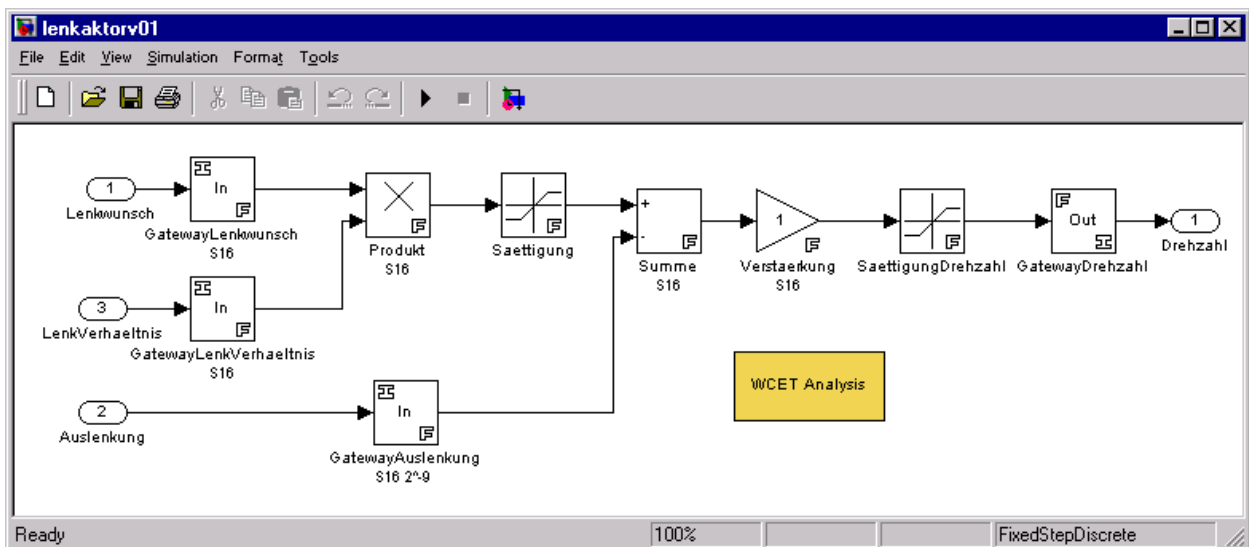 lenkaktorv01
File Edit View Simulation Format Tools
1
Lenkwunsch
In
GatewayLenkwunsch
S16
3
LenkVerhaeltnis
In
GatewayLenkVerhaeltnis
S16
2
Auslenkung
In
GatewayAuslenkung
S16 2^-9
Produkt
S16
Saettigung
+
-
Summe
S16
1
Verstaerkung
S16
SaettigungDrehzahl
Out
GatewayDrehzahl
1
Drehzahl
WCET Analysis
Ready
100%
FixedStepDiscrete